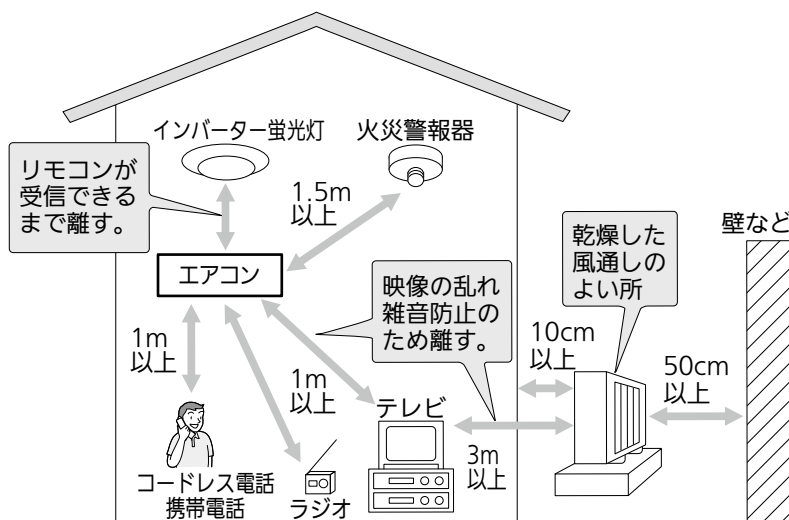 インバーター蛍光灯
火災警報器
リモコンが
受信できる
まで離す。
1.5m
以上
エアコン
映像の乱れ
雑音防止の
ため離す。
乾燥した
風通しの
よい所
壁など
1m
以上
1m
以上
10cm
以上
50cm
以上
テレビ
3m
以上
コードレス電話
携帯電話
ラジオ